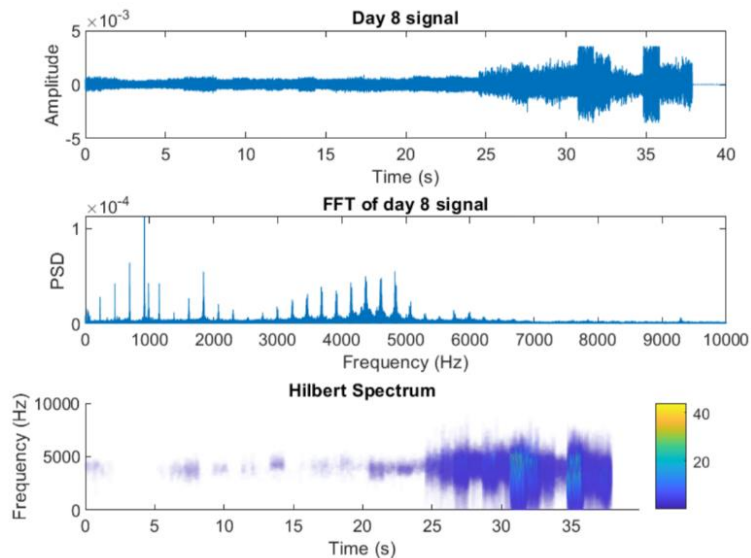 ×10⁻³
Day 8 signal
5
0
-5
Amplitude
0 5 10 15 20 25 30 35 40
Time (s)
×10⁻⁴
FFT of day 8 signal
1
0
PSD
0 1000 2000 3000 4000 5000 6000 7000 8000 9000 10000
Frequency (Hz)
Hilbert Spectrum
10000
5000
0
Frequency (Hz)
0 5 10 15 20 25 30 35
Time (s)
40
20